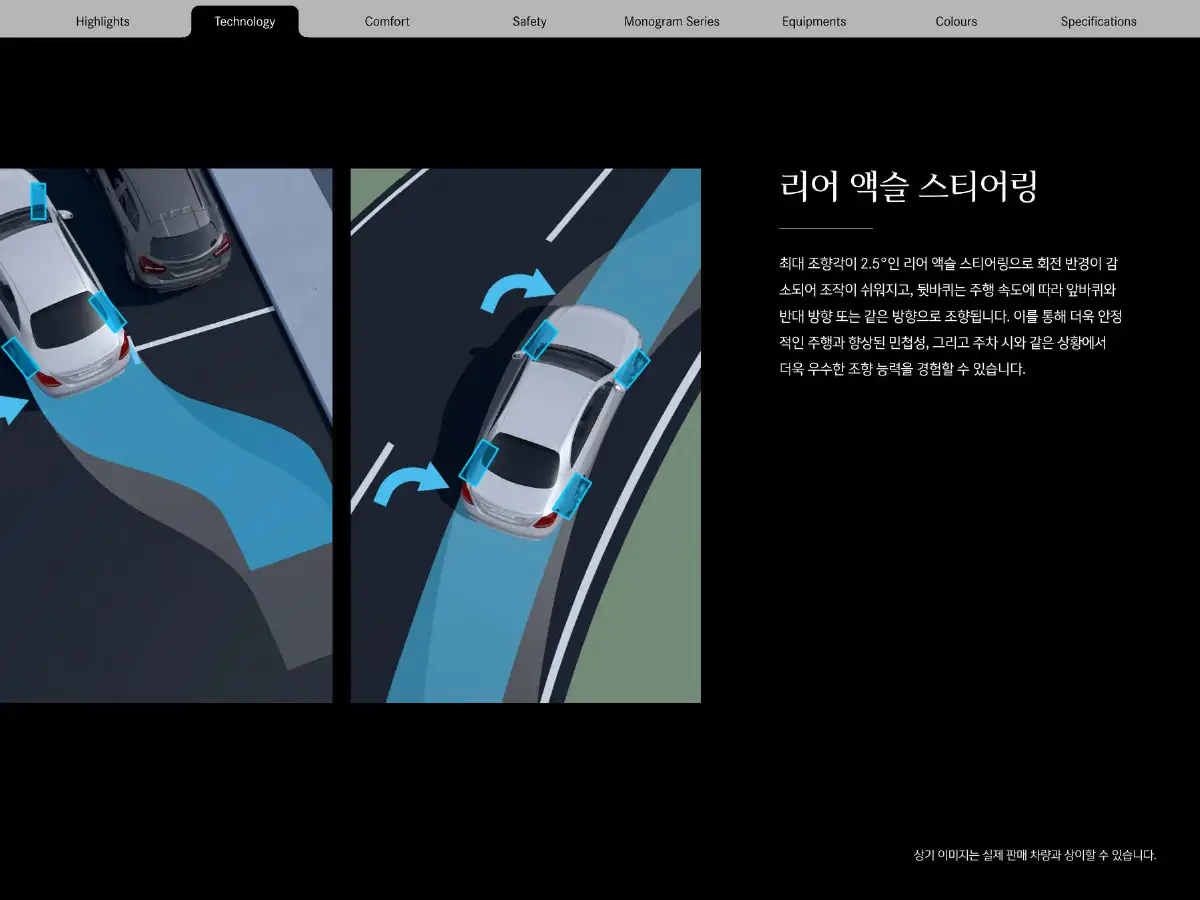 Highlights
Technology
Comfort
Safety
Monogram Series
Equipments
Colours
Specifications
리어 액슬 스티어링
최대 조향각이 2.5°인 리어 액슬 스티어링으로 회전 반경이 감
소되어 조작이 쉬워지고, 뒷바퀴는 주행 속도에 따라 앞바퀴와
반대 방향 또는 같은 방향으로 조향됩니다. 이를 통해 더욱 안정
적인 주행과 향상된 민첩성, 그리고 주차 시와 같은 상황에서
더욱 우수한 조향 능력을 경험할 수 있습니다.
상기 이미지는 실제 판매 차량과 상이할 수 있습니다.